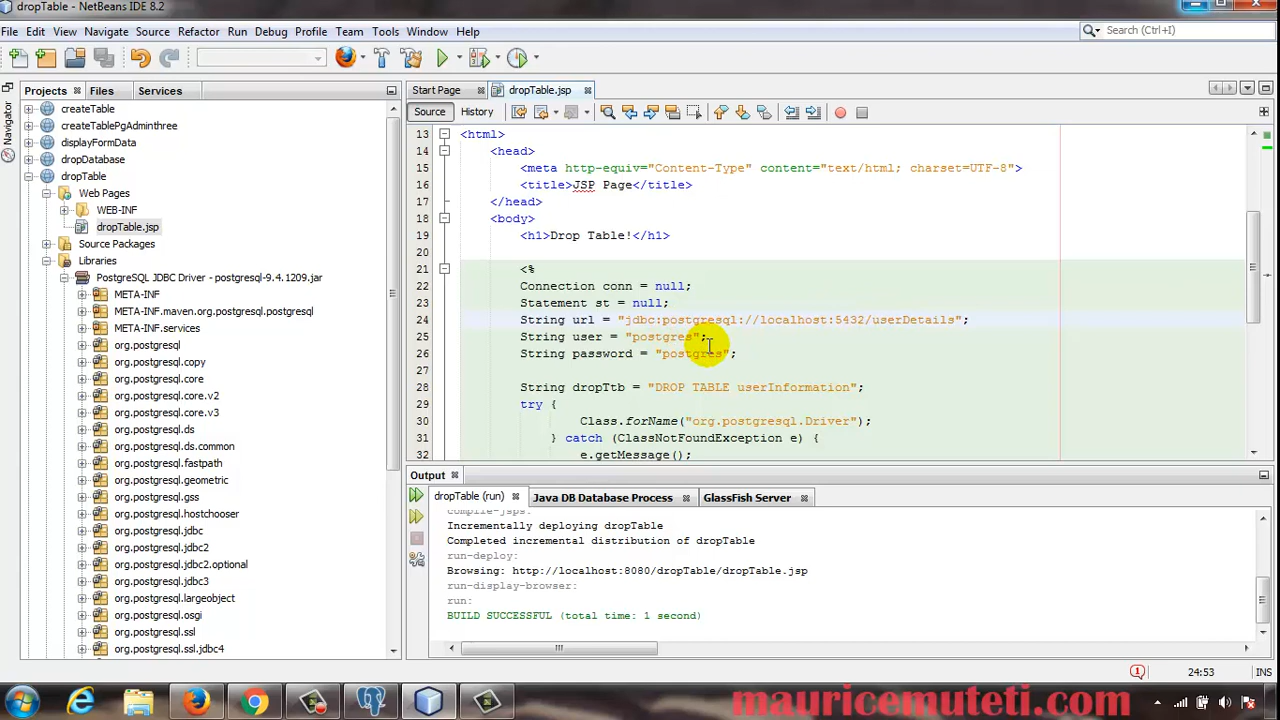 dropTable - NetBeans IDE 8.2
File Edit View Navigate Source Refactor Run Debug Profile Team Tools Window Help
Search (Ctrl+I)
Projects Files Services
Start Page dropTable.jsp
Navigator
Source History
createTable
createTablePgAdminthree
displayFormData
dropDatabase
dropTable
Web Pages
WEB-INF
dropTable.jsp
Source Packages
Libraries
PostgreSQL JDBC Driver - postgresql-9.4.1209.jar
META-INF
META-INF.maven.org.postgresql.postgresql
META-INF.services
org.postgresql
org.postgresql.copy
org.postgresql.core
org.postgresql.core.v2
org.postgresql.core.v3
org.postgresql.ds
org.postgresql.ds.common
org.postgresql.fastpath
org.postgresql.geometric
org.postgresql.gss
org.postgresql.hostchooser
org.postgresql.jdbc
org.postgresql.jdbc2
org.postgresql.jdbc2.optional
org.postgresql.jdbc3
org.postgresql.largeobject
org.postgresql.osgi
org.postgresql.ssl
org.postgresql.ssl.jdbc4
13 <html>
14 <head>
15 <meta http-equiv="Content-Type" content="text/html; charset=UTF-8">
16 <title>JSP Page</title>
17 </head>
18 <body>
19 <h1>Drop Table!</h1>
20
21 <%
22 Connection conn = null;
23 Statement st = null;
24 String url = "jdbc:postgresql://localhost:5432/userDetails";
25 String user = "postgres";
26 String password = "postgres";
27
28 String dropTtb = "DROP TABLE userInformation";
29 try {
30 Class.forName("org.postgresql.Driver");
31 } catch (ClassNotFoundException e) {
32 e.getMessage();
Output
dropTable (run) Java DB Database Process GlassFish Server
compile-jsps:
Incrementally deploying dropTable
Completed incremental distribution of dropTable
run-deploy:
Browsing: http://localhost:8080/dropTable/dropTable.jsp
run-display-browser:
run:
BUILD SUCCESSFUL (total time: 1 second)
1 24:53 INS
mauricemuteti.com